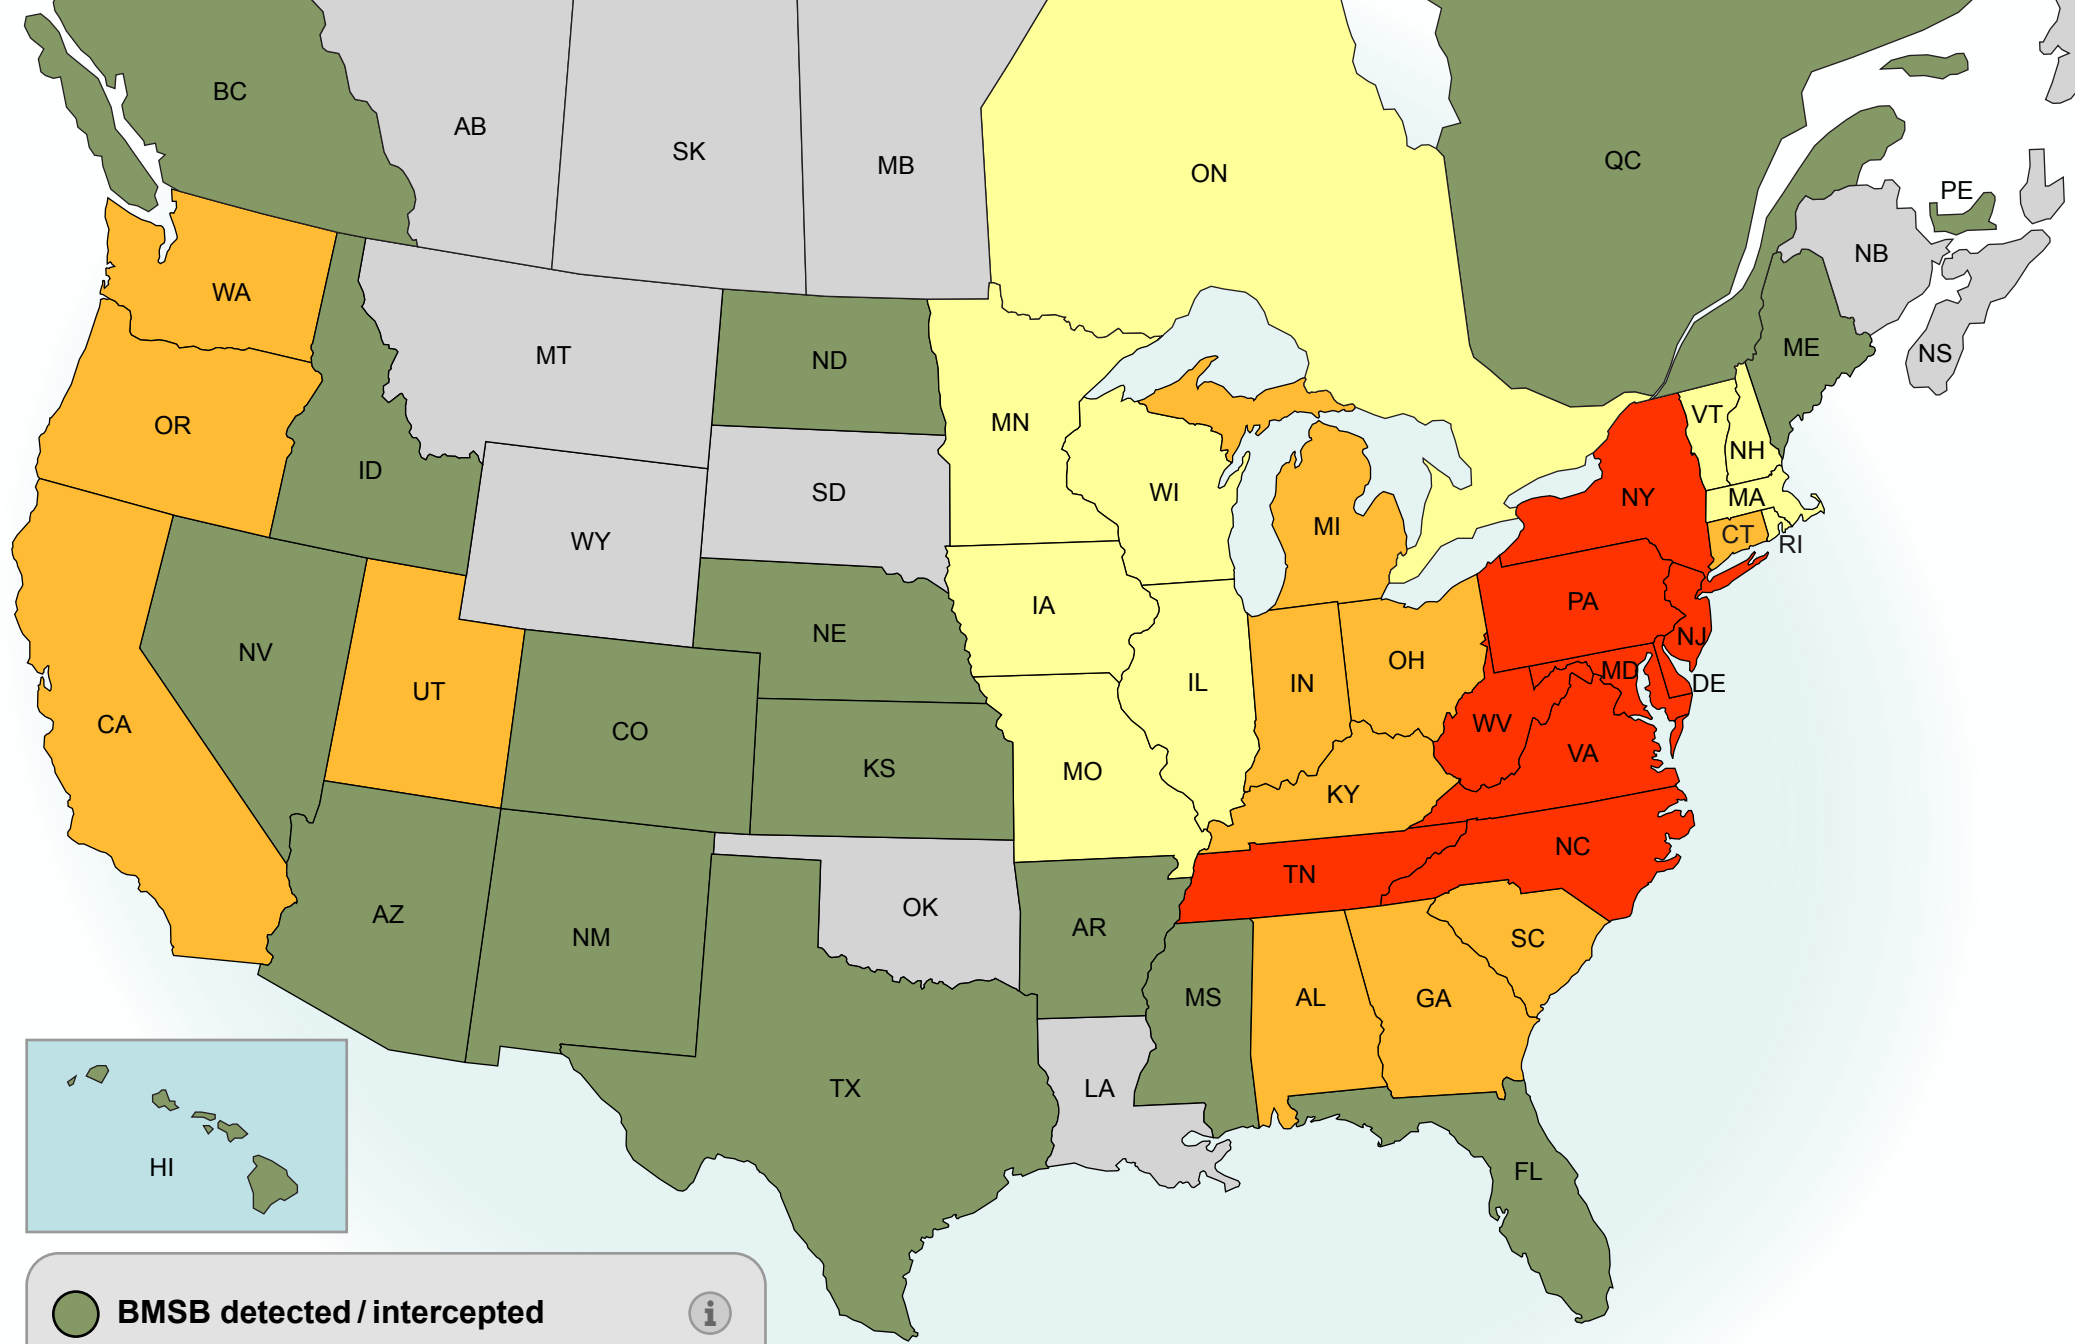 BC
AB
SK
MB
ON
QC
PE
NB
NS
WA
MT
ND
ME
OR
ID
MN
VT
NH
WY
SD
WI
MI
NY
MA
CT
RI
NV
UT
NE
IA
IL
IN
OH
PA
NJ
MD
DE
CA
CO
KS
MO
KY
WV
VA
AZ
NM
OK
AR
TN
NC
SC
MS
AL
GA
TX
LA
FL
HI
BMSB detected / intercepted i